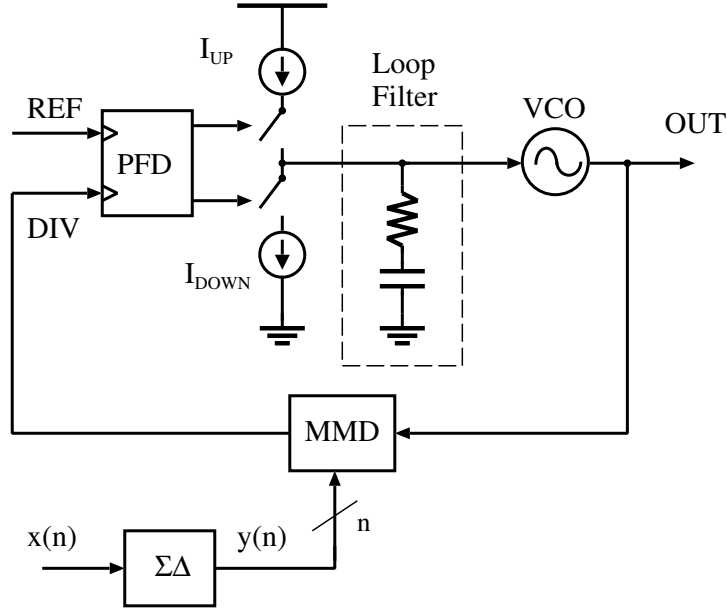 I_UP
Loop
Filter
VCO
REF
OUT
PFD
DIV
I_DOWN
MMD
x(n)
y(n)
n
ΣΔ